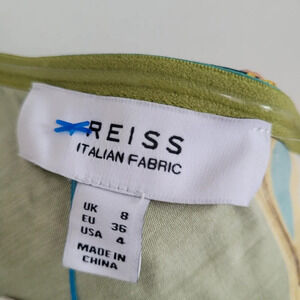 REISS
ITALIAN FABRIC
UK 8
EU 36
USA 4
MADE IN
CHINA